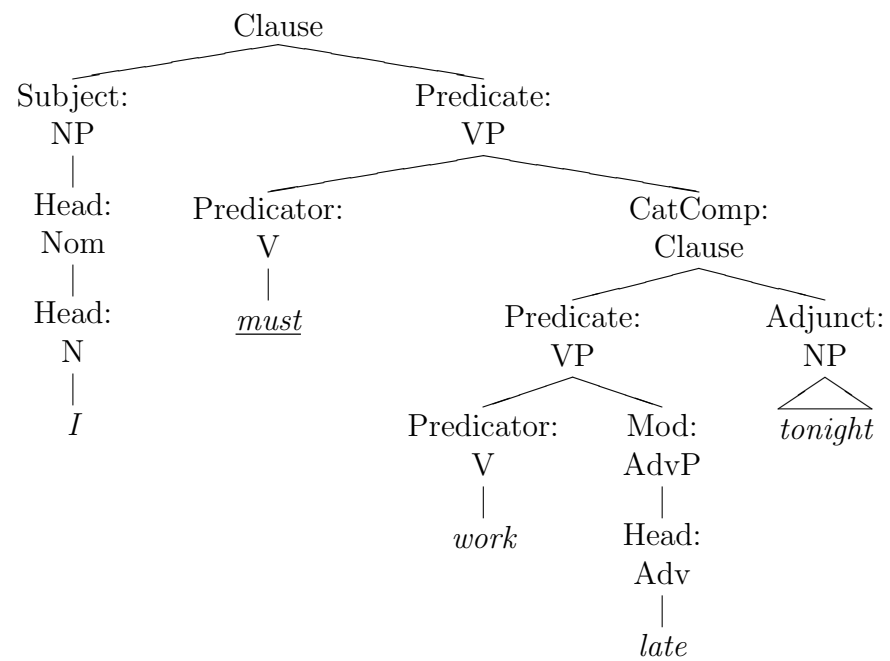 Clause
Subject: Predicate:
NP VP
Head: Predicator: CatComp:
Nom V Clause
Head: must Predicate: Adjunct:
N VP NP
I Predicator: Mod: tonight
V AdvP
work Head:
Adv
late